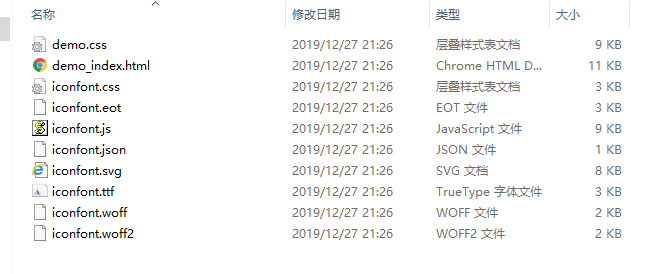 名称 修改日期 类型 大小
demo.css 2019/12/27 21:26 层叠样式表文档 9 KB
demo_index.html 2019/12/27 21:26 Chrome HTML D... 11 KB
iconfont.css 2019/12/27 21:26 层叠样式表文档 3 KB
iconfont.eot 2019/12/27 21:26 EOT 文件 3 KB
iconfont.js 2019/12/27 21:26 JavaScript 文件 9 KB
iconfont.json 2019/12/27 21:26 JSON 文件 1 KB
iconfont.svg 2019/12/27 21:26 SVG 文档 8 KB
iconfont.ttf 2019/12/27 21:26 TrueType 字体文件 3 KB
iconfont.woff 2019/12/27 21:26 WOFF 文件 2 KB
iconfont.woff2 2019/12/27 21:26 WOFF2 文件 2 KB